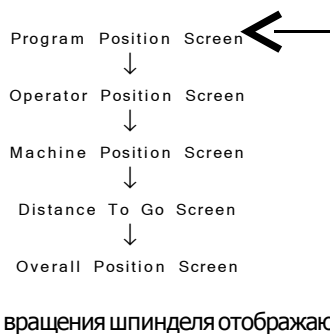 Program Position Screen
↓
Operator Position Screen
↓
Machine Position Screen
↓
Distance To Go Screen
↓
Overall Position Screen
вращения шпинделя отображаю